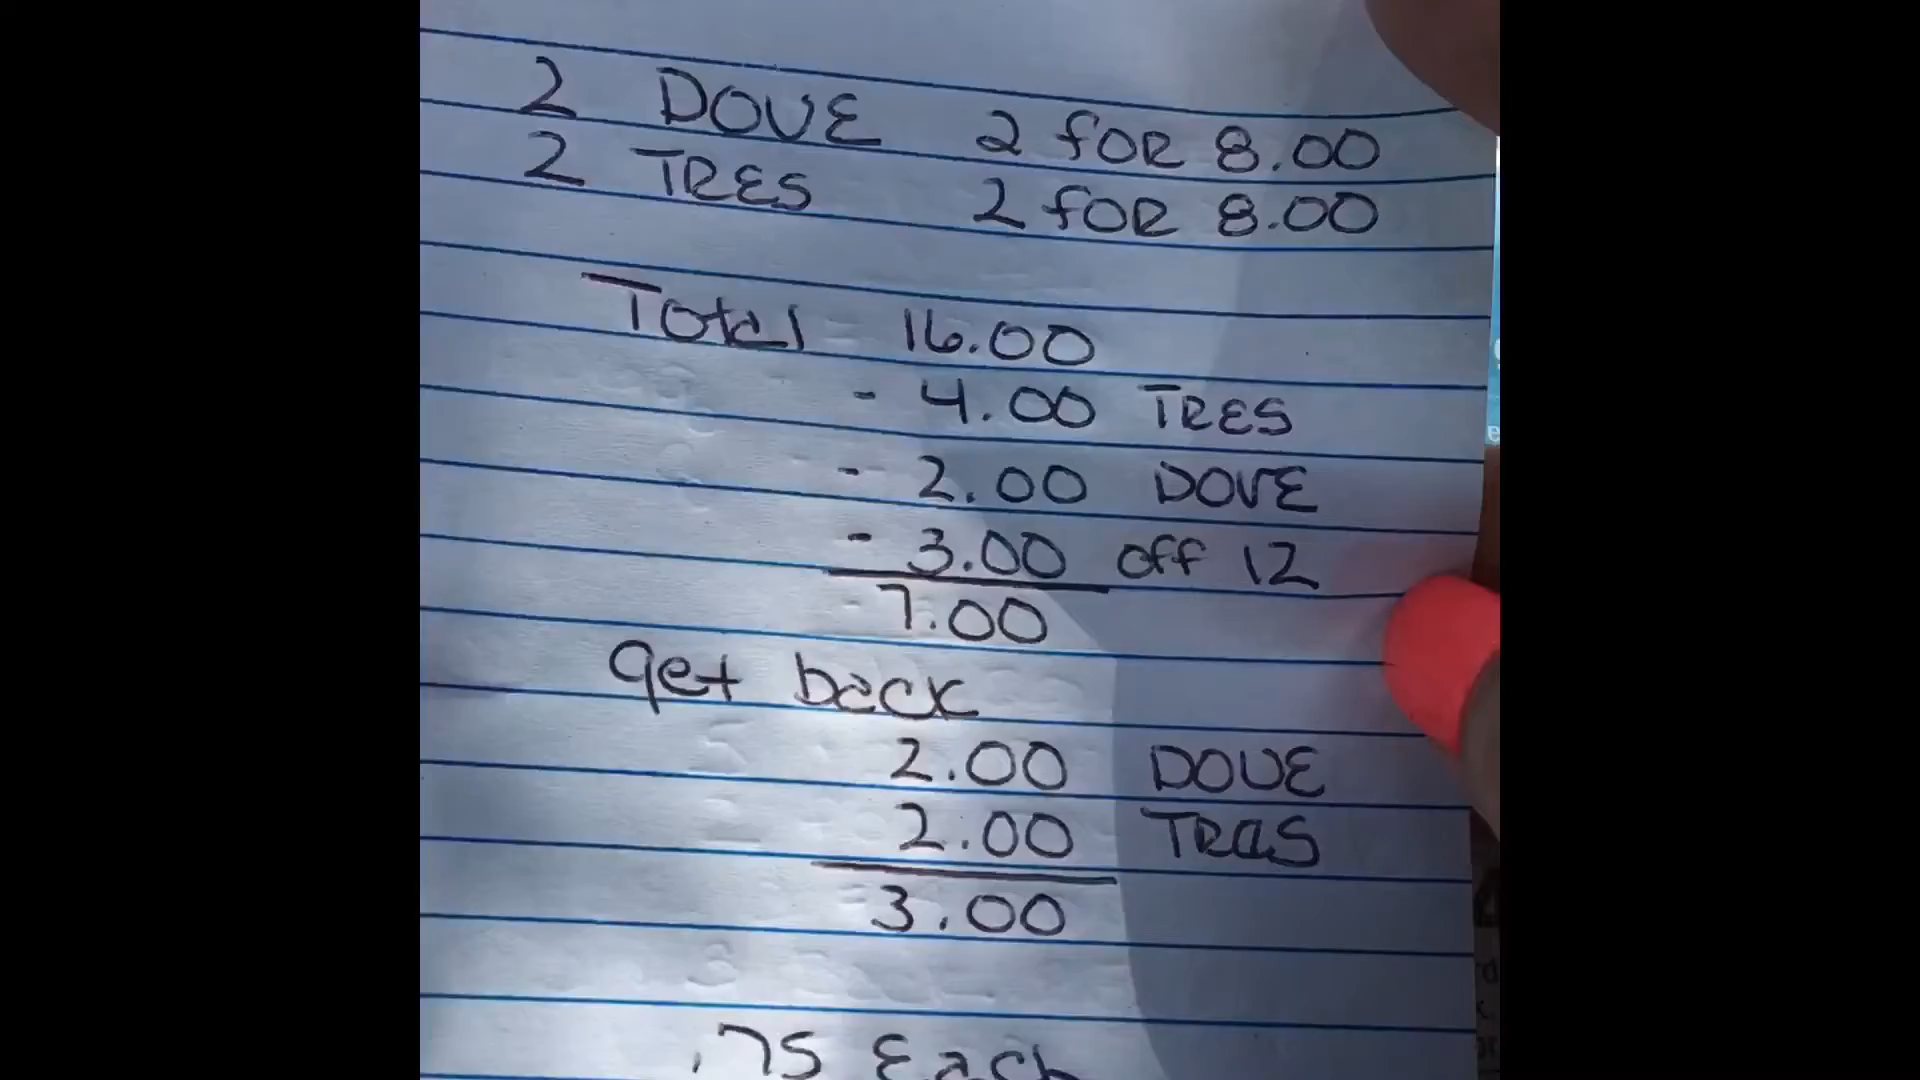 2 DOVE 2 for 8.00
2 TRES 2 for 8.00
Total 16.00
- 4.00 TRES
- 2.00 DOVE
- 3.00 off 12
7.00
get back
2.00 DOVE
2.00 TRES
3.00
.75 Each